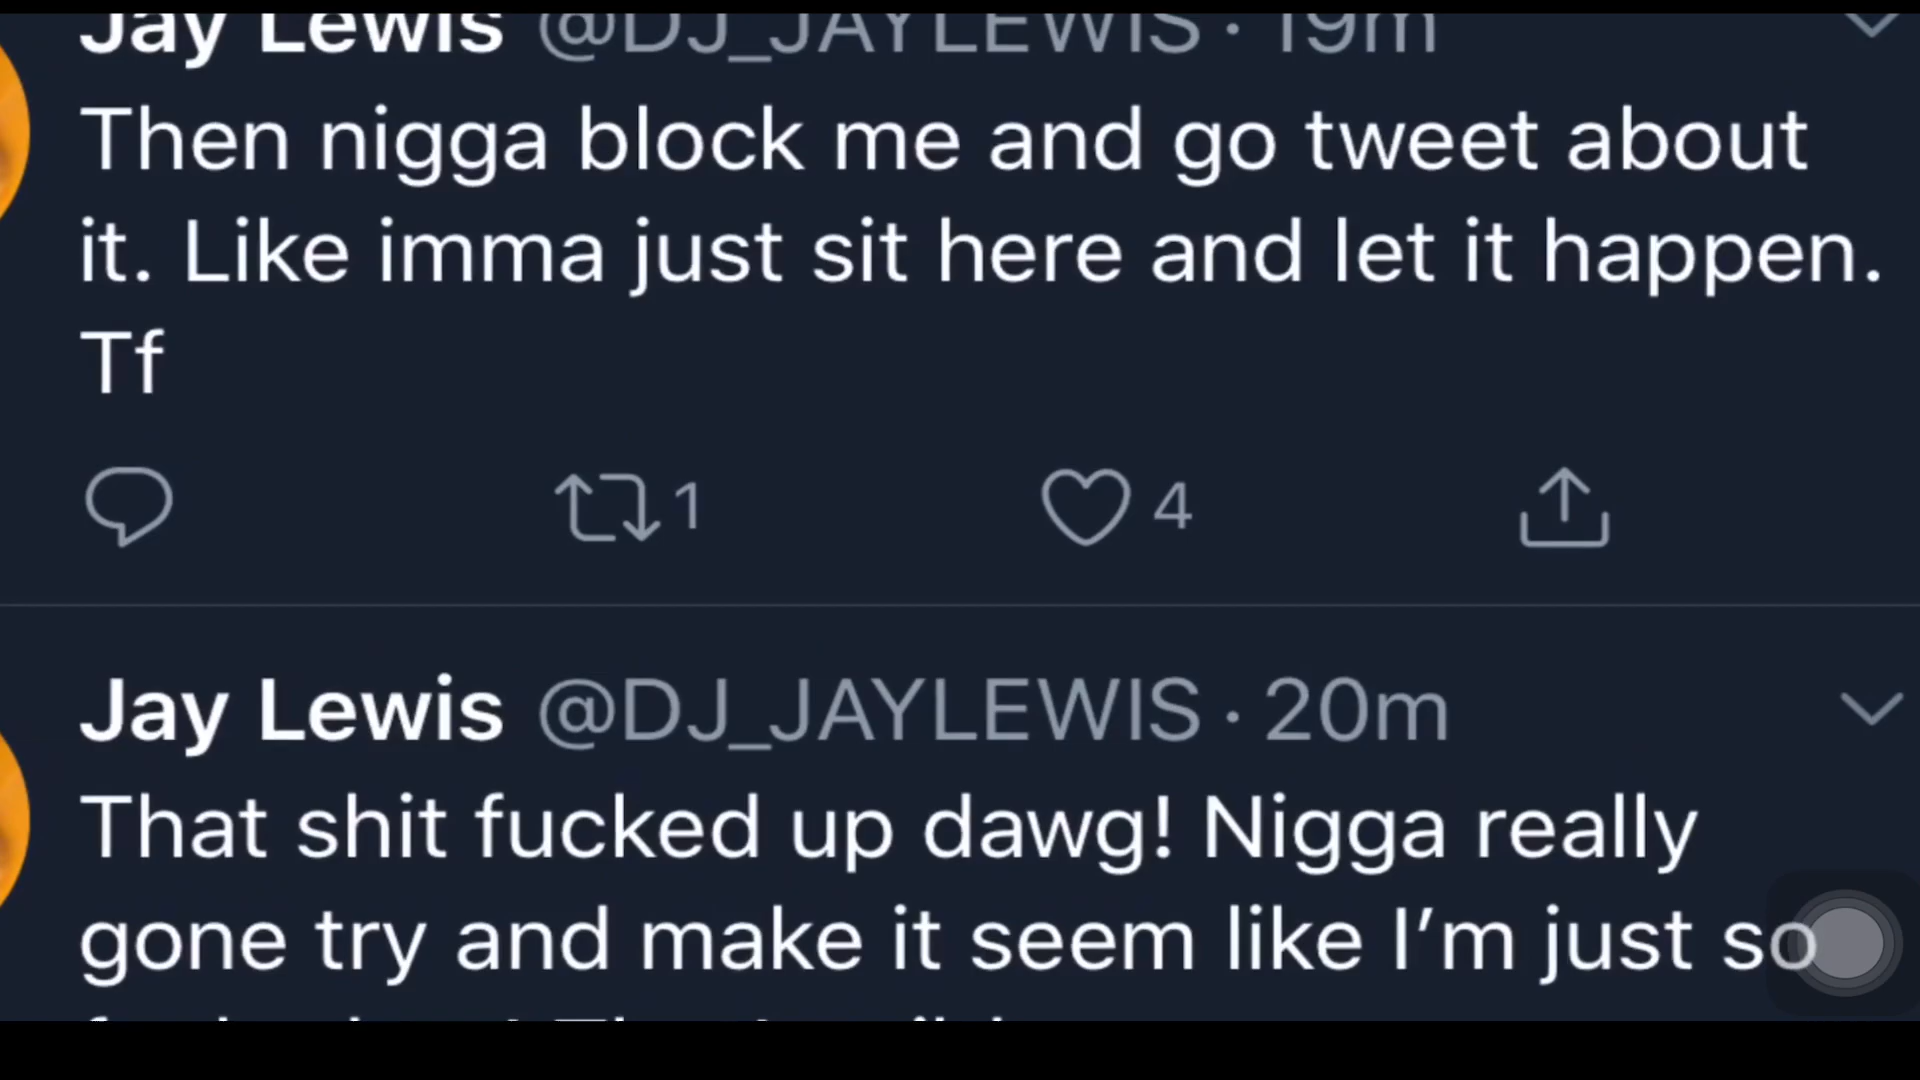 Jay Lewis @DJ_JAYLEWIS · 19m
Then nigga block me and go tweet about
it. Like imma just sit here and let it happen.
Tf
1 4
Jay Lewis @DJ_JAYLEWIS · 20m
That shit fucked up dawg! Nigga really
gone try and make it seem like I’m just so